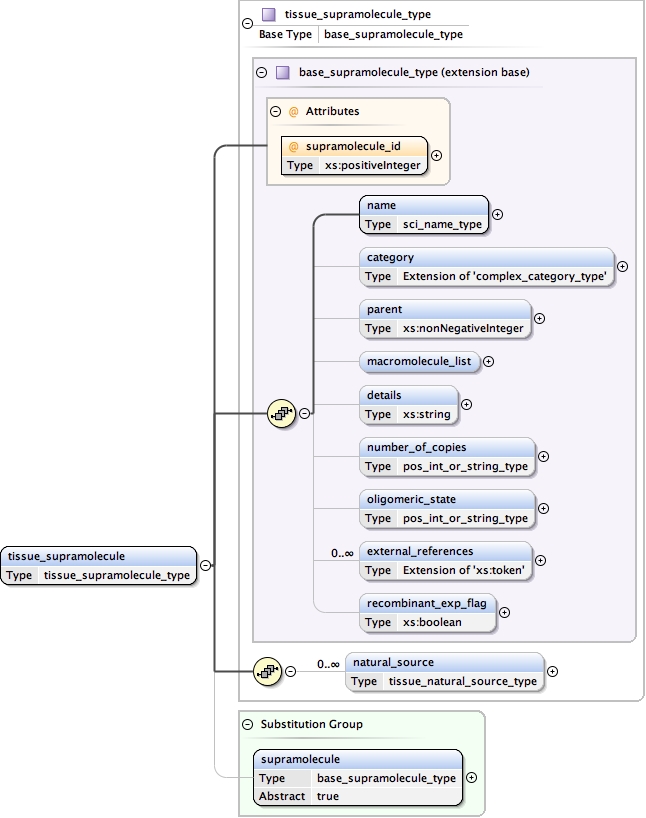 tissue_supramolecule_type
Base Type base_supramolecule_type
base_supramolecule_type (extension base)
@ Attributes
@ supramolecule_id
Type xs:positiveInteger
name
Type sci_name_type
category
Type Extension of 'complex_category_type'
parent
Type xs:nonNegativeInteger
macromolecule_list
details
Type xs:string
number_of_copies
Type pos_int_or_string_type
oligomeric_state
Type pos_int_or_string_type
0..∞ external_references
Type Extension of 'xs:token'
recombinant_exp_flag
Type xs:boolean
tissue_supramolecule
Type tissue_supramolecule_type
0..∞ natural_source
Type tissue_natural_source_type
Substitution Group
supramolecule
Type base_supramolecule_type
Abstract true